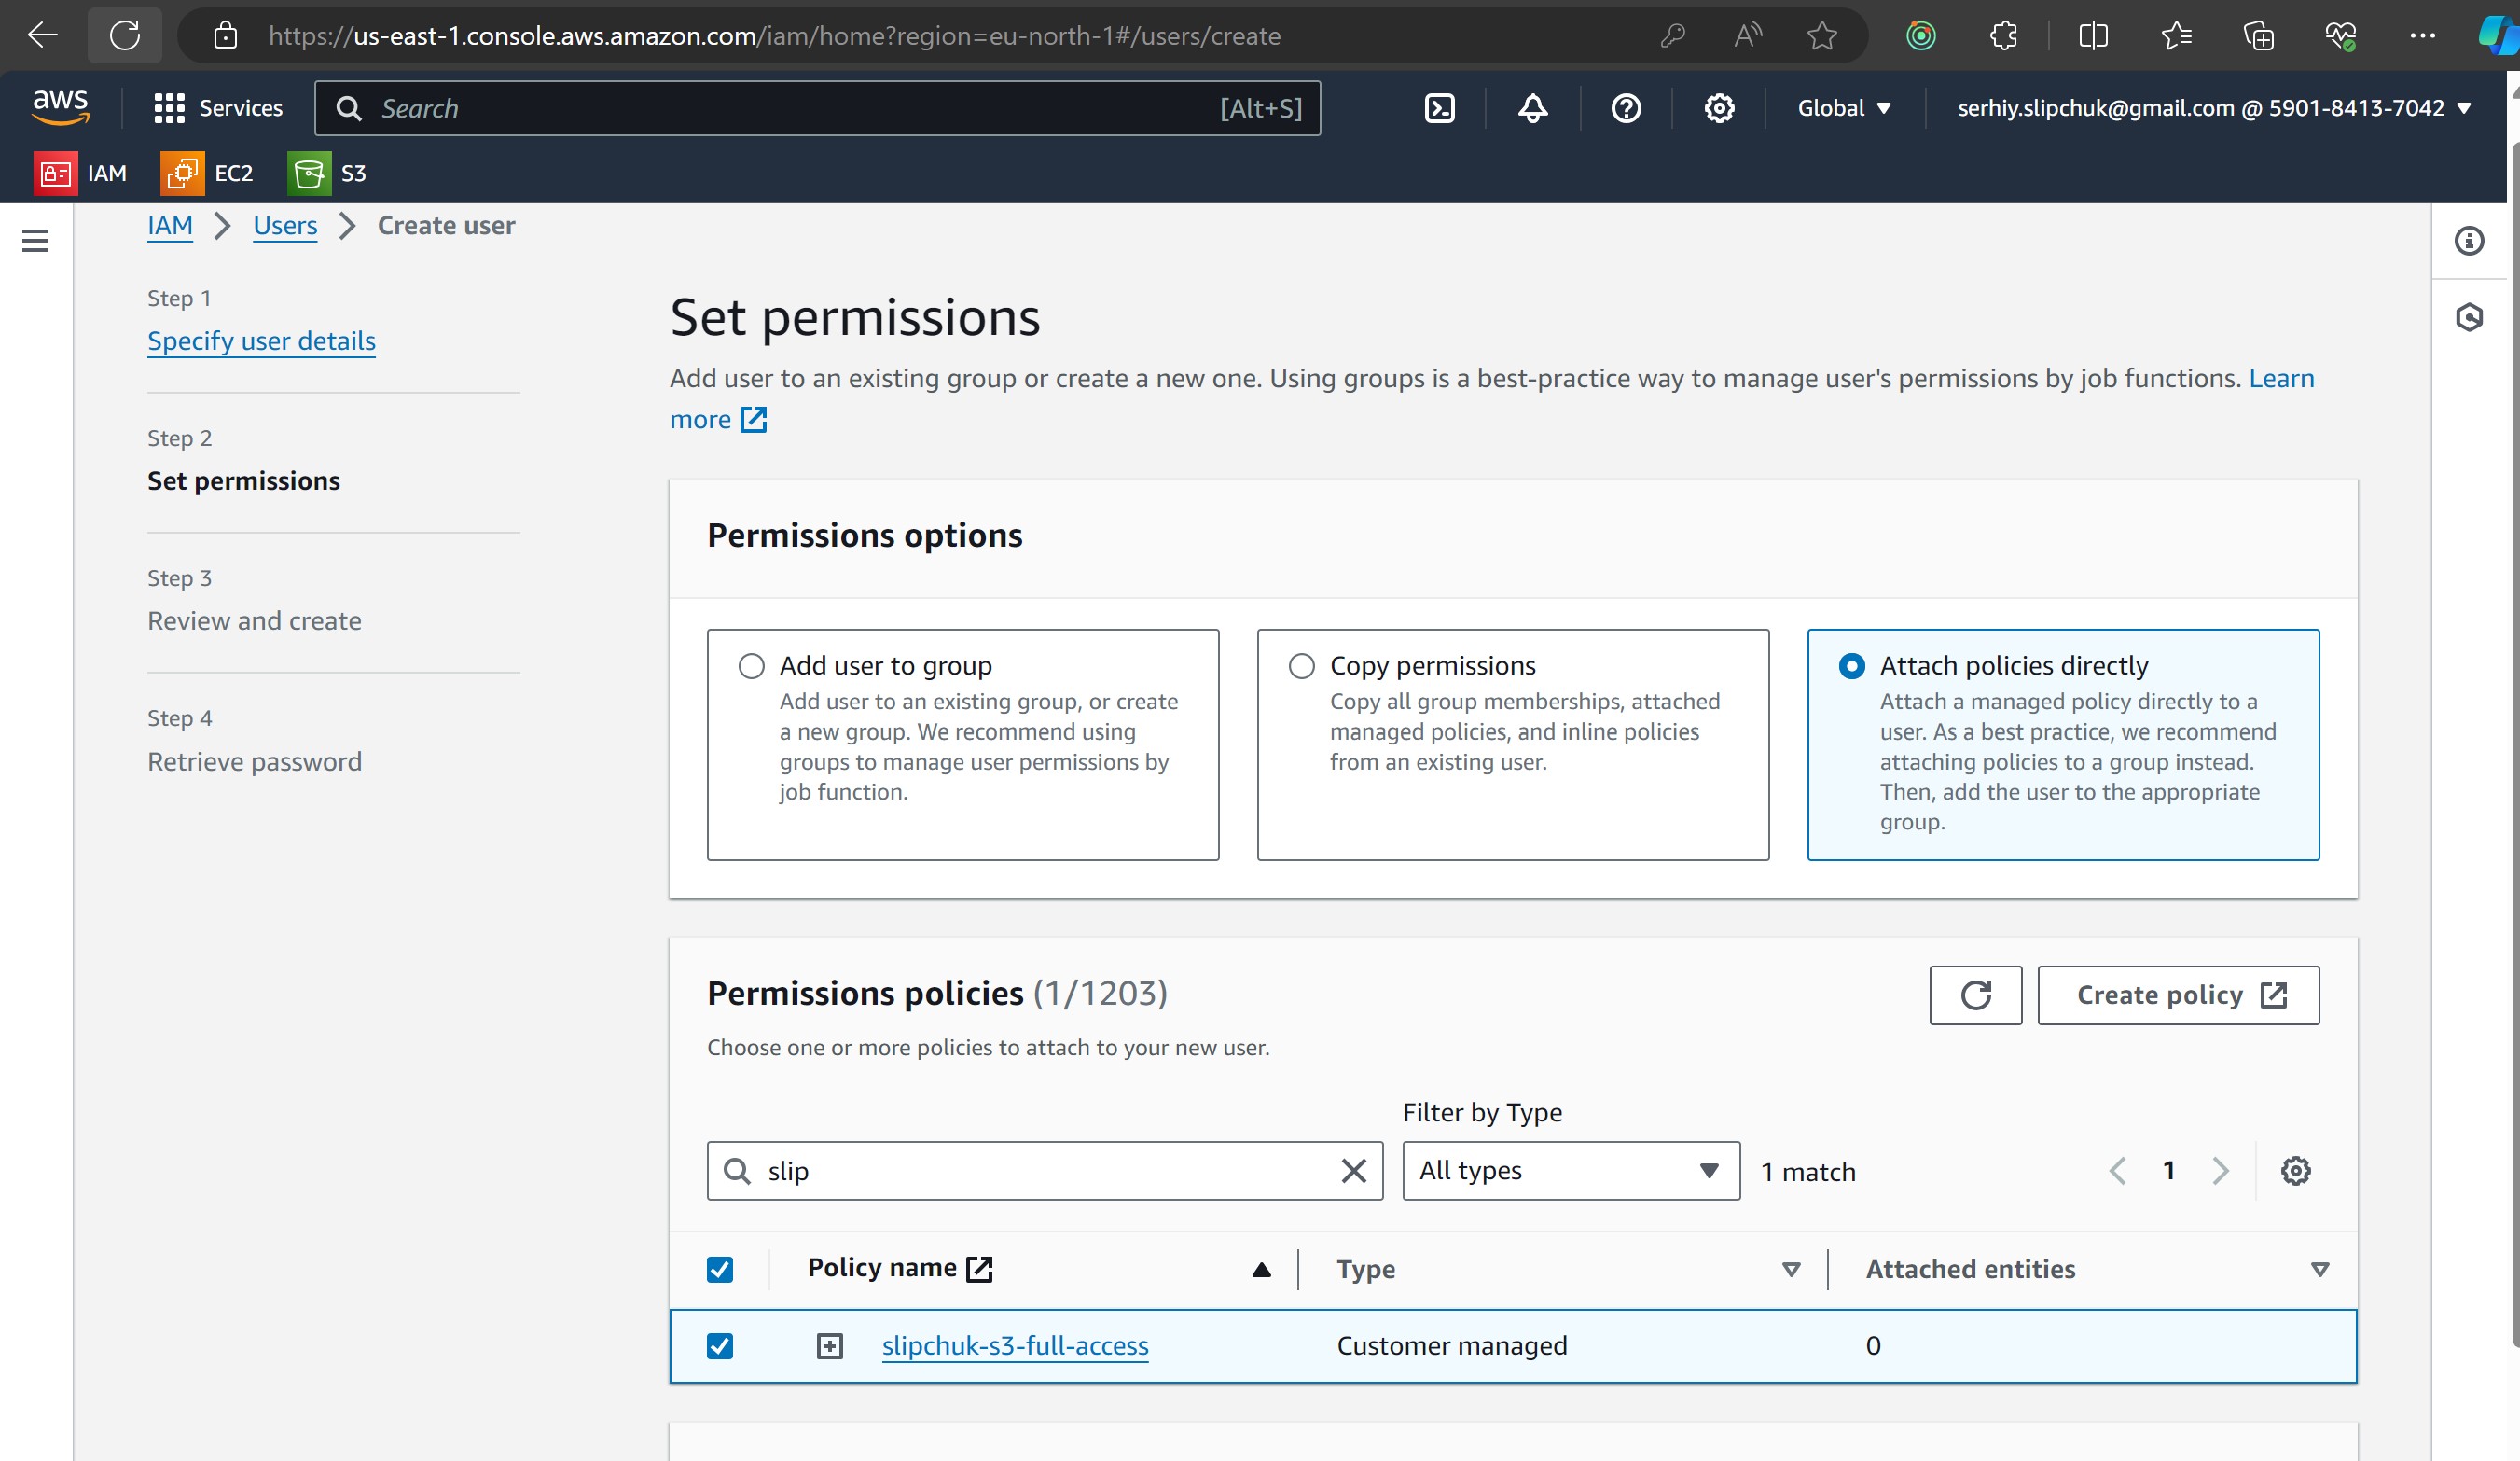 https://us-east-1.console.aws.amazon.com/iam/home?region=eu-north-1#/users/create
aws
Services
Search
[Alt+S]
Global
serhiy.slipchuk@gmail.com @ 5901-8413-7042
IAM
EC2
S3
IAM
Users
Create user
Step 1
Specify user details
Step 2
Set permissions
Step 3
Review and create
Step 4
Retrieve password
Set permissions
Add user to an existing group or create a new one. Using groups is a best-practice way to manage user's permissions by job functions. Learn
more
Permissions options
Add user to group
Add user to an existing group, or create
a new group. We recommend using
groups to manage user permissions by
job function.
Copy permissions
Copy all group memberships, attached
managed policies, and inline policies
from an existing user.
Attach policies directly
Attach a managed policy directly to a
user. As a best practice, we recommend
attaching policies to a group instead.
Then, add the user to the appropriate
group.
Permissions policies (1/1203)
Create policy
Choose one or more policies to attach to your new user.
Filter by Type
slip
All types
1 match
1
Policy name
Type
Attached entities
slipchuk-s3-full-access
Customer managed
0